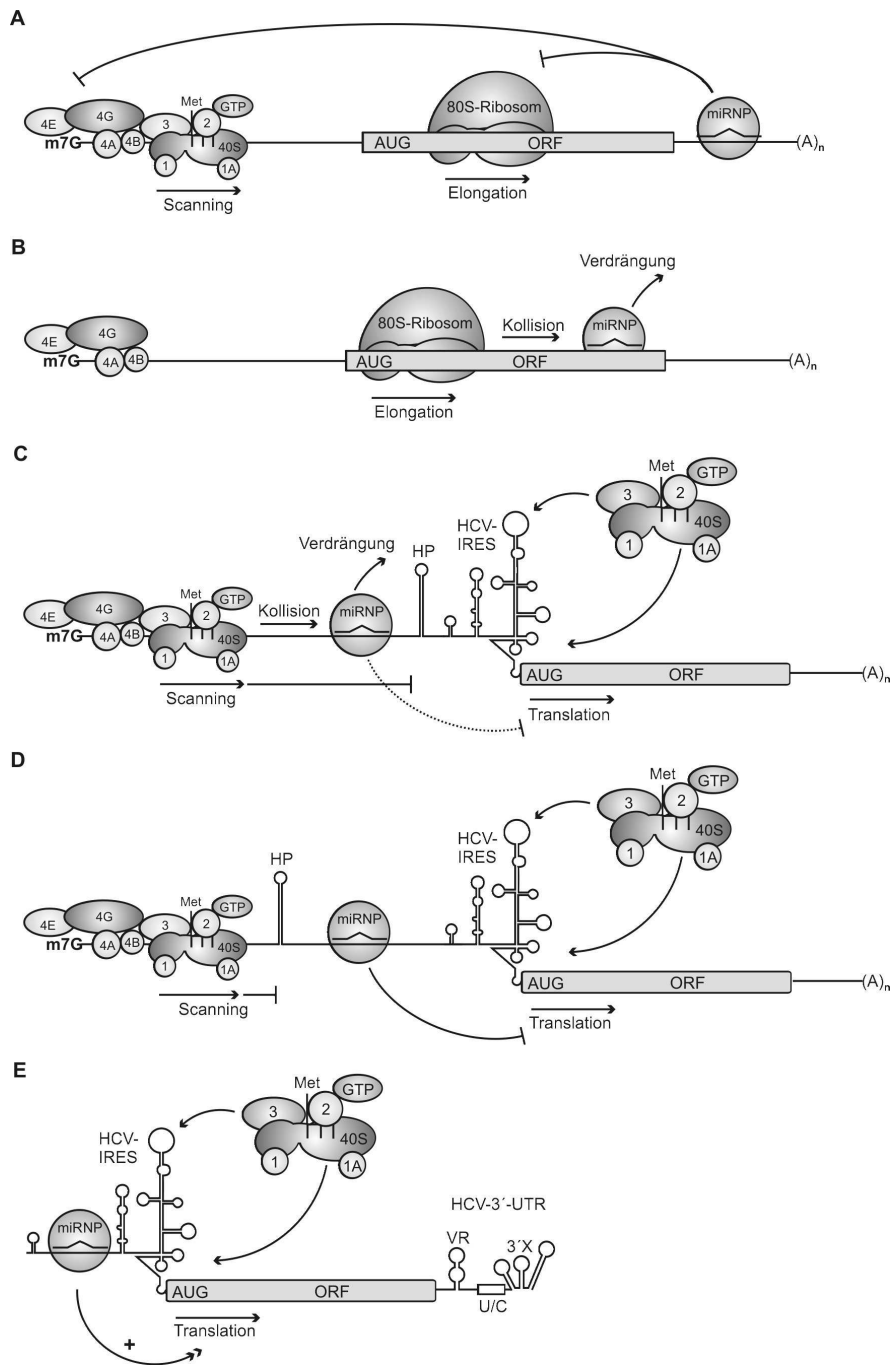 A
4E
4G
m7G
4A
4B
3
Met
2
GTP
40S
1
1A
Scanning
80S-Ribosom
AUG
ORF
Elongation
miRNP
(A)n
B
4E
4G
m7G
4A
4B
80S-Ribosom
AUG
ORF
Elongation
Kollision
miRNP
Verdrängung
(A)n
C
4E
4G
m7G
4A
4B
3
Met
2
GTP
40S
1
1A
Scanning
Kollision
miRNP
Verdrängung
HP
HCV-
IRES
3
Met
2
GTP
40S
1
1A
AUG
ORF
Translation
(A)n
D
4E
4G
m7G
4A
4B
3
Met
2
GTP
40S
1
1A
Scanning
HP
miRNP
HCV-
IRES
3
Met
2
GTP
40S
1
1A
AUG
ORF
Translation
(A)n
E
miRNP
HCV-
IRES
3
Met
2
GTP
40S
1
1A
AUG
ORF
Translation
+
HCV-3´-UTR
VR
U/C
3´X